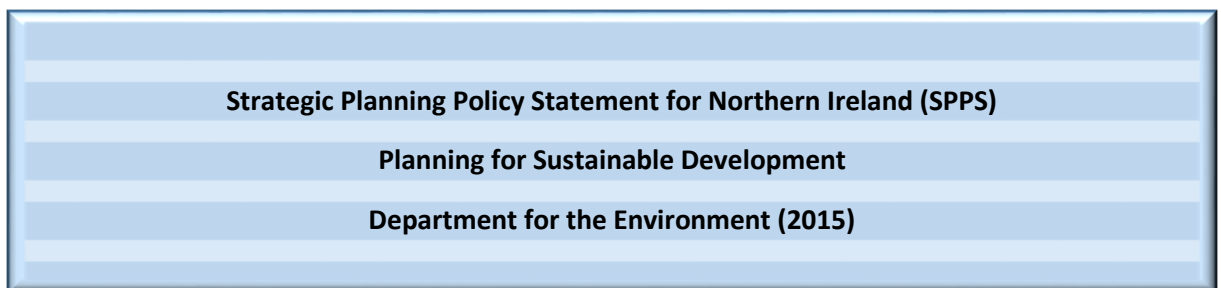 Strategic Planning Policy Statement for Northern Ireland (SPPS)
Planning for Sustainable Development
Department for the Environment (2015)